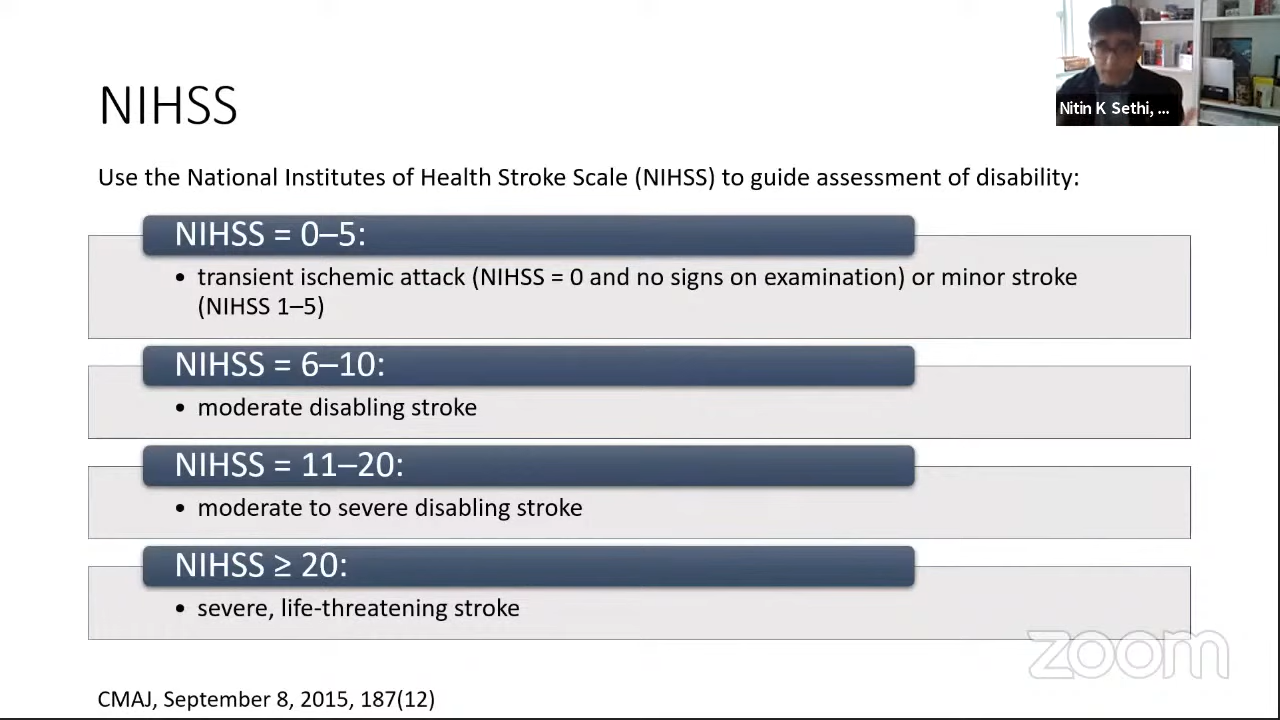 NIHSS
Nitin K Sethi, ...
Use the National Institutes of Health Stroke Scale (NIHSS) to guide assessment of disability:
NIHSS = 0–5:
• transient ischemic attack (NIHSS = 0 and no signs on examination) or minor stroke
(NIHSS 1–5)
NIHSS = 6–10:
• moderate disabling stroke
NIHSS = 11–20:
• moderate to severe disabling stroke
NIHSS ≥ 20:
• severe, life-threatening stroke
zoom
CMAJ, September 8, 2015, 187(12)